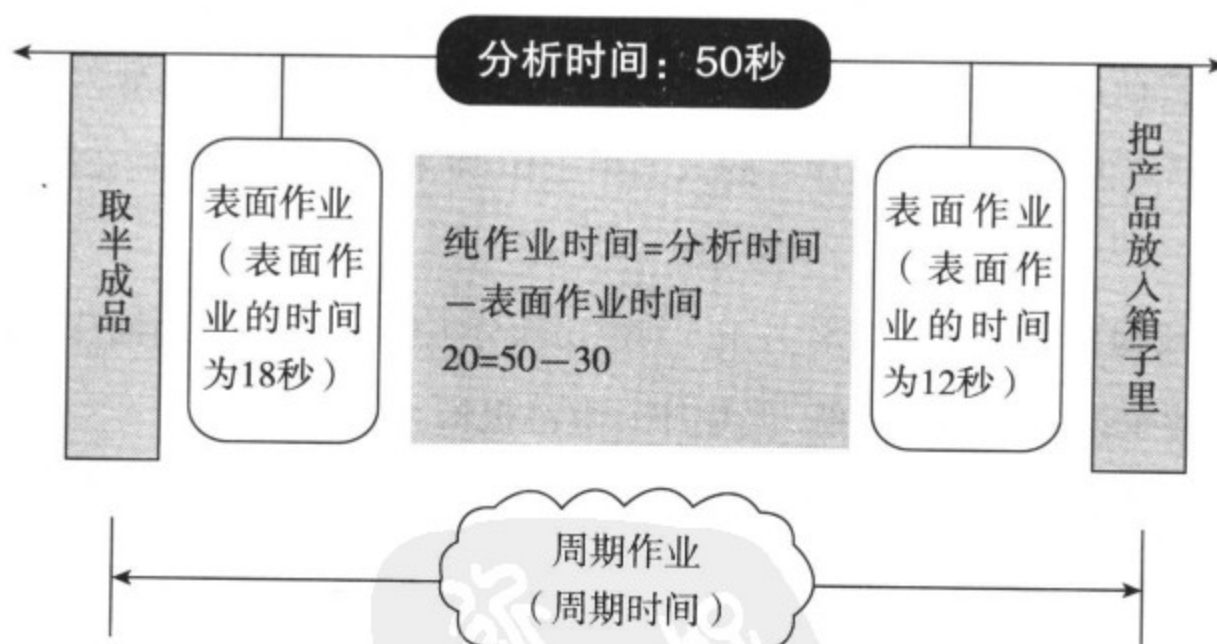 分析时间：50秒
取半成品
表面作业
（表面作
业的时间
为18秒）
纯作业时间=分析时间
－表面作业时间
20=50－30
表面作业
（表面作
业的时间
为12秒）
把产品放入箱子里
周期作业
（周期时间）